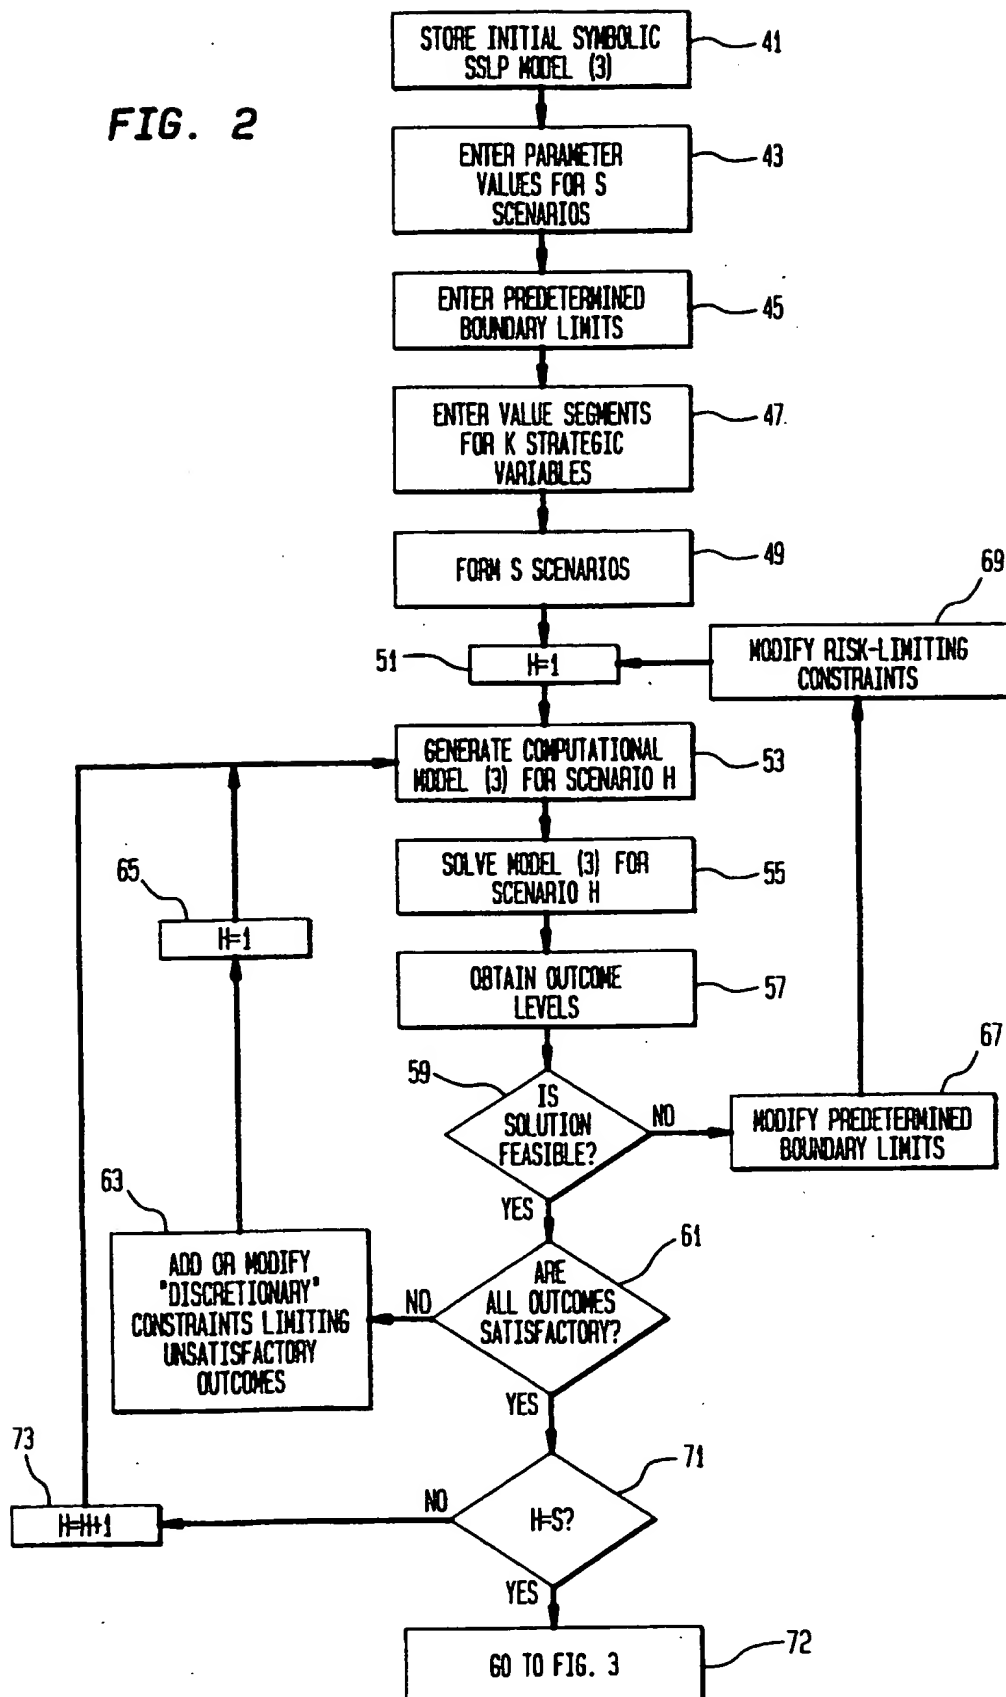 FIG. 2
STORE INITIAL SYMBOLIC
SSLP MODEL (3)
41
ENTER PARAMETER
VALUES FOR S
SCENARIOS
43
ENTER PREDETERMINED
BOUNDARY LIMITS
45
ENTER VALUE SEGMENTS
FOR K STRATEGIC
VARIABLES
47
FORM S SCENARIOS
49
51
H=1
MODIFY RISK-LIMITING
CONSTRAINTS
69
GENERATE COMPUTATIONAL
MODEL (3) FOR SCENARIO H
53
SOLVE MODEL (3) FOR
SCENARIO H
55
65
H=1
OBTAIN OUTCOME
LEVELS
57
59
IS
SOLUTION
FEASIBLE?
NO
YES
67
MODIFY PREDETERMINED
BOUNDARY LIMITS
63
ADD OR MODIFY
"DISCRETIONARY"
CONSTRAINTS LIMITING
UNSATISFACTORY
OUTCOMES
NO
61
ARE
ALL OUTCOMES
SATISFACTORY?
YES
73
H=H+1
NO
71
H=S?
YES
GO TO FIG. 3
72